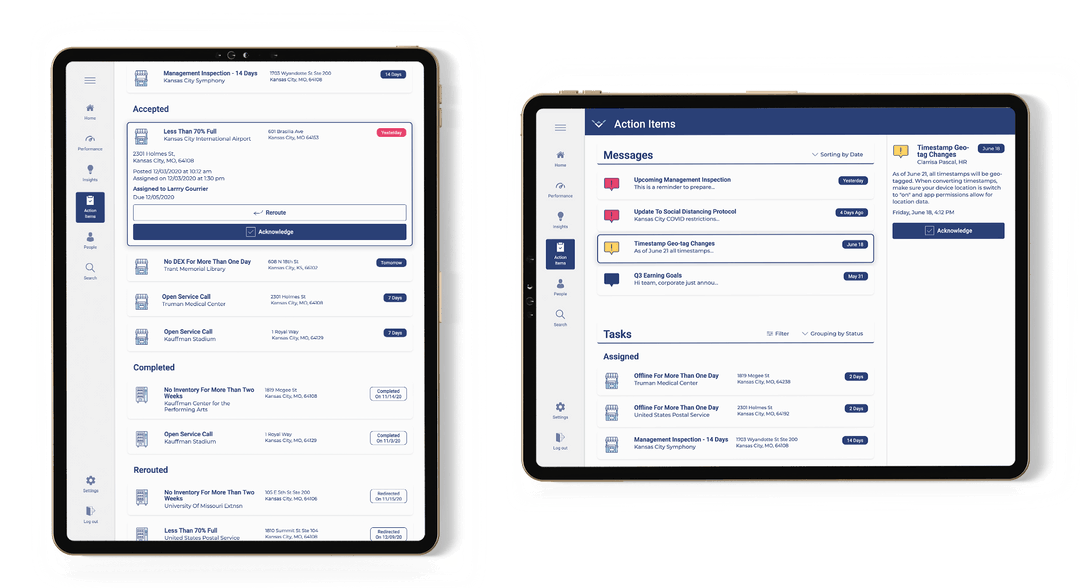 Management Inspection - 14 Days
Kansas City Symphony
1703 Wyandotte St Ste 200
Kansas City, MO, 64108
14 Days
Home
Performance
Insights
Action
Items
People
Search
Settings
Log out
Accepted
Less Than 70% Full
Kansas City International Airport
601 Brasilia Ave
Kansas City, MO 64153
Yesterday
2301 Holmes St,
Kansas City, MO, 64108
Posted 12/03/2020 at 10:12 am
Assigned on 12/03/2020 at 1:30 pm
Assigned to Larrry Gourrier
Due 12/05/2020
Reroute
Acknowledge
No DEX For More Than One Day
Trant Memorial Library
608 N 18th St
Kansas City, KS, 66102
Tomorrow
Open Service Call
Truman Medical Center
2301 Holmes St
Kansas City, MO, 64108
7 Days
Open Service Call
Kauffman Stadium
1 Royal Way
Kansas City, MO, 64129
7 Days
Completed
No Inventory For More Than Two
Weeks
Kauffman Center for the
Performing Arts
1819 Mcgee St
Kansas City, MO, 64108
Completed
On 11/14/20
Open Service Call
Kauffman Stadium
1 Royal Way
Kansas City, MO, 64129
Completed
On 11/3/20
Rerouted
No Inventory For More Than Two
Weeks
University Of Missouri Extnsn
105 E 5th St Ste 200
Kansas City, MO, 64106
Redirected
On 11/13/20
Less Than 70% Full
United States Postal Service
1810 Summit St Ste 104
Kansas City, MO, 64108
Redirected
On 12/09/20
Action Items
Home
Performance
Insights
Action
Items
People
Search
Settings
Log out
Messages
Sorting by Date
Upcoming Management Inspection
This is a reminder to prepare...
Yesterday
Update To Social Distancing Protocol
Kansas City COVID restrictions...
4 Days Ago
Timestamp Geo-tag Changes
As of June 21 all timestamps...
June 18
Q3 Earning Goals
Hi team, corporate just annou...
May 31
Tasks
Filter
Grouping by Status
Assigned
Offline For More Than One Day
Truman Medical Center
1819 Mcgee St
Kansas City, MO, 64238
2 Days
Offline For More Than One Day
United States Postal Service
2301 Holmes St
Kansas City, MO, 64192
2 Days
Management Inspection - 14 Days
Kansas City Symphony
1703 Wyandotte St Ste 200
Kansas City, MO, 64108
14 Days
Timestamp Geo-
tag Changes
Clarrisa Pascal, HR
June 18
As of June 21, all timestamps will be geo-
tagged. When converting timestamps,
make sure your device location is switch
to "on" and app permissions allow for
location data.
Friday, June 18, 4:12 PM
Acknowledge